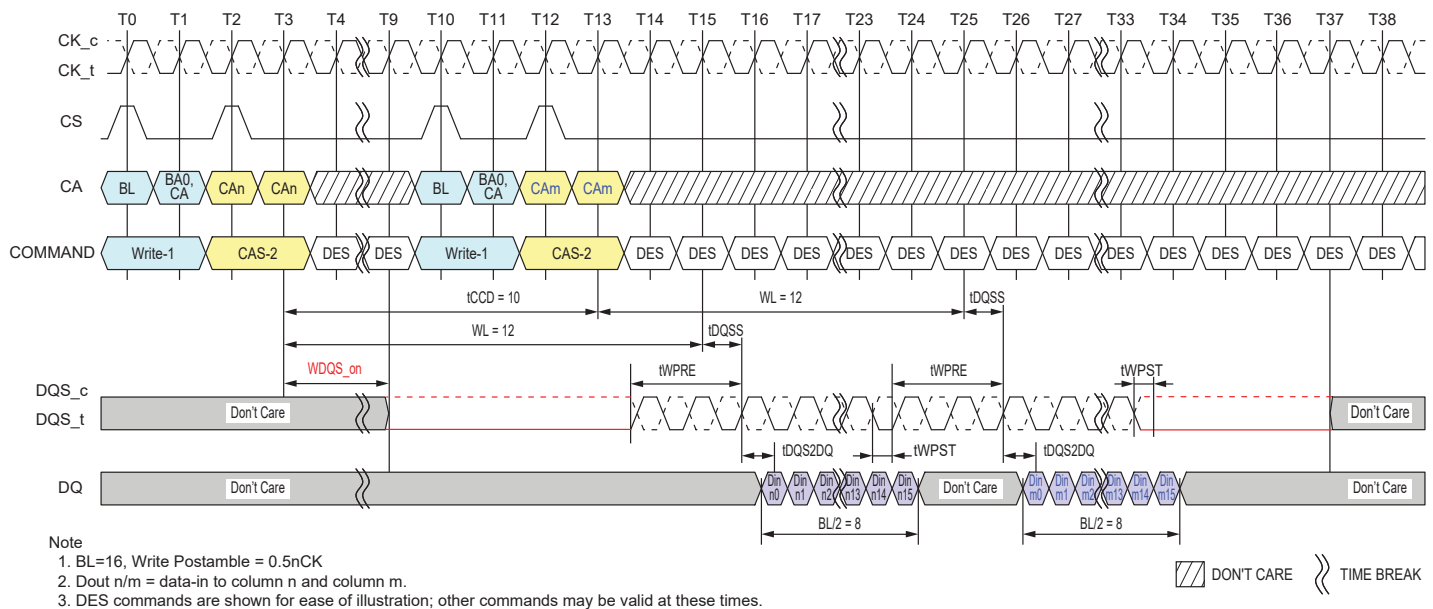 T0 T1 T2 T3 T4 T9 T10 T11 T12 T13 T14 T15 T16 T17 T23 T24 T25 T26 T27 T33 T34 T35 T36 T37 T38
CK_c
CK_t
CS
CA BL BA0, CA CAn CAn BL BA0, CA CAm CAm
COMMAND Write-1 CAS-2 DES DES Write-1 CAS-2 DES DES DES DES DES DES DES DES DES DES DES DES DES DES DES
tCCD = 10 WL = 12 tDQSS
WL = 12 tDQSS
WDQS_on tWPRE tWPRE tWPST
DQS_c
DQS_t Don't Care Don't Care
tDQS2DQ tWPST tDQS2DQ
DQ Don't Care Din n0 Din n1 Din n2 Din n13 Din n14 Din n15 Don't Care Din m0 Din m1 Din m2 Din m13 Din m14 Din m15 Don't Care
BL/2 = 8 BL/2 = 8
Note
1. BL=16, Write Postamble = 0.5nCK
2. Dout n/m = data-in to column n and column m.
3. DES commands are shown for ease of illustration; other commands may be valid at these times.
DON'T CARE TIME BREAK